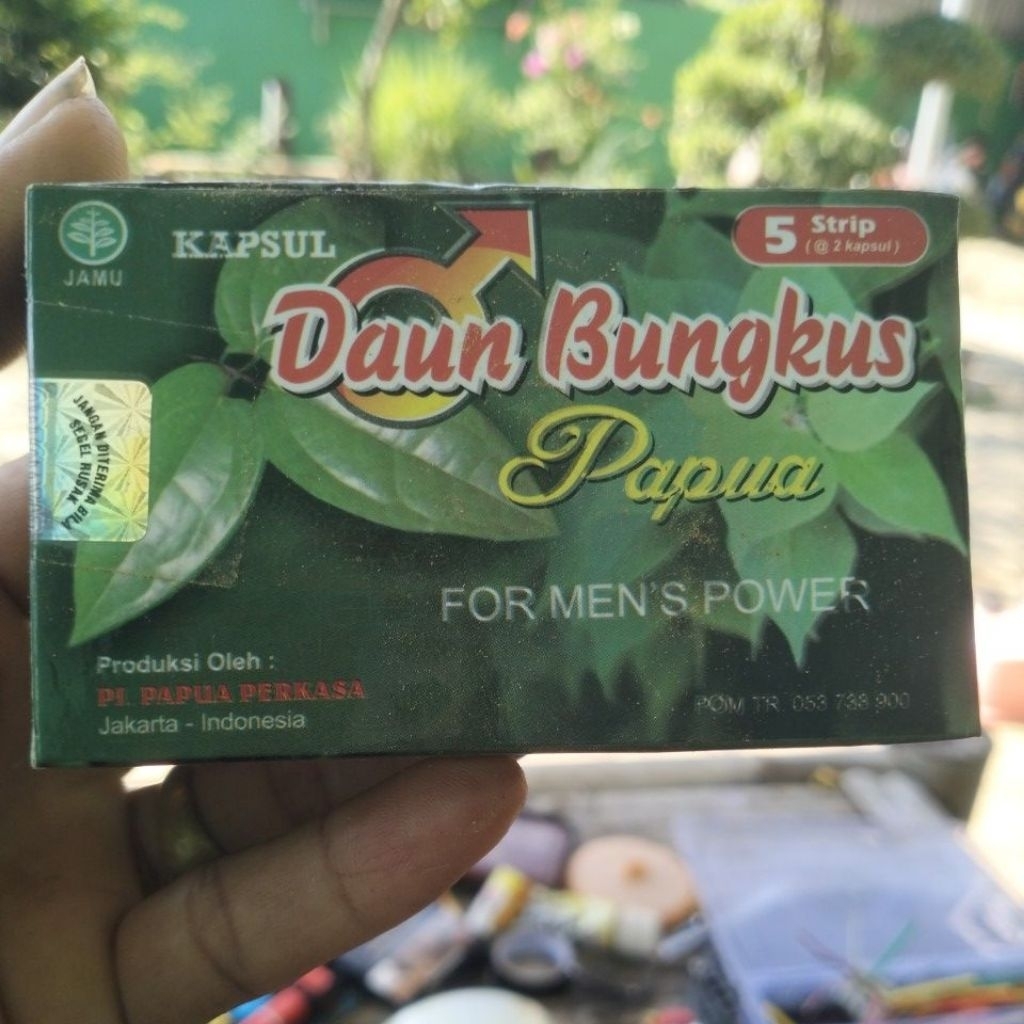 JAMU
KAPSUL
5 Strip
(@ 2 kapsul)
Daun Bungkus
Papua
JANGAN DITERIMA BILA
SEGEL RUSAK
FOR MEN'S POWER
Produksi Oleh :
PJ. PAPUA PERKASA
Jakarta - Indonesia
POM TR. 053 738 900